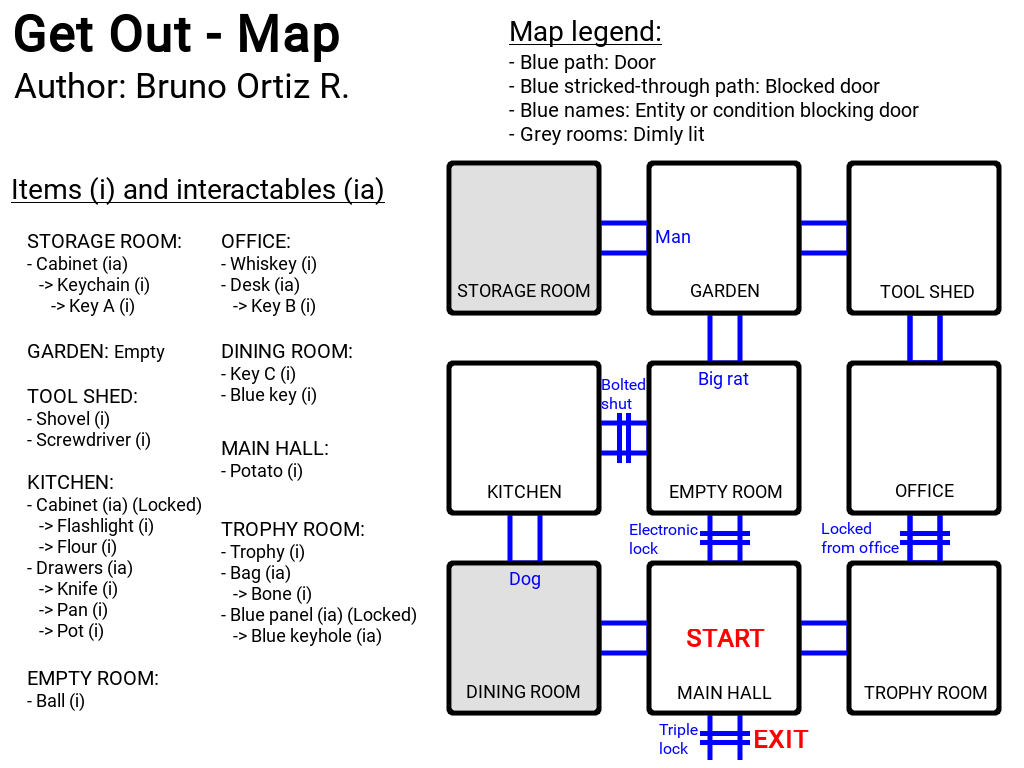 Get Out - Map
Author: Bruno Ortiz R.
Map legend:
- Blue path: Door
- Blue stricked-through path: Blocked door
- Blue names: Entity or condition blocking door
- Grey rooms: Dimly lit
Items (i) and interactables (ia)
STORAGE ROOM:
- Cabinet (ia)
-> Keychain (i)
-> Key A (i)
GARDEN: Empty
TOOL SHED:
- Shovel (i)
- Screwdriver (i)
KITCHEN:
- Cabinet (ia) (Locked)
-> Flashlight (i)
-> Flour (i)
- Drawers (ia)
-> Knife (i)
-> Pan (i)
-> Pot (i)
EMPTY ROOM:
- Ball (i)
OFFICE:
- Whiskey (i)
- Desk (ia)
-> Key B (i)
DINING ROOM:
- Key C (i)
- Blue key (i)
MAIN HALL:
- Potato (i)
TROPHY ROOM:
- Trophy (i)
- Bag (ia)
-> Bone (i)
- Blue panel (ia) (Locked)
-> Blue keyhole (ia)
STORAGE ROOM
Man
GARDEN
TOOL SHED
Bolted
shut
Big rat
KITCHEN
EMPTY ROOM
OFFICE
Electronic
lock
Locked
from office
Dog
START
DINING ROOM
MAIN HALL
TROPHY ROOM
Triple
lock
EXIT